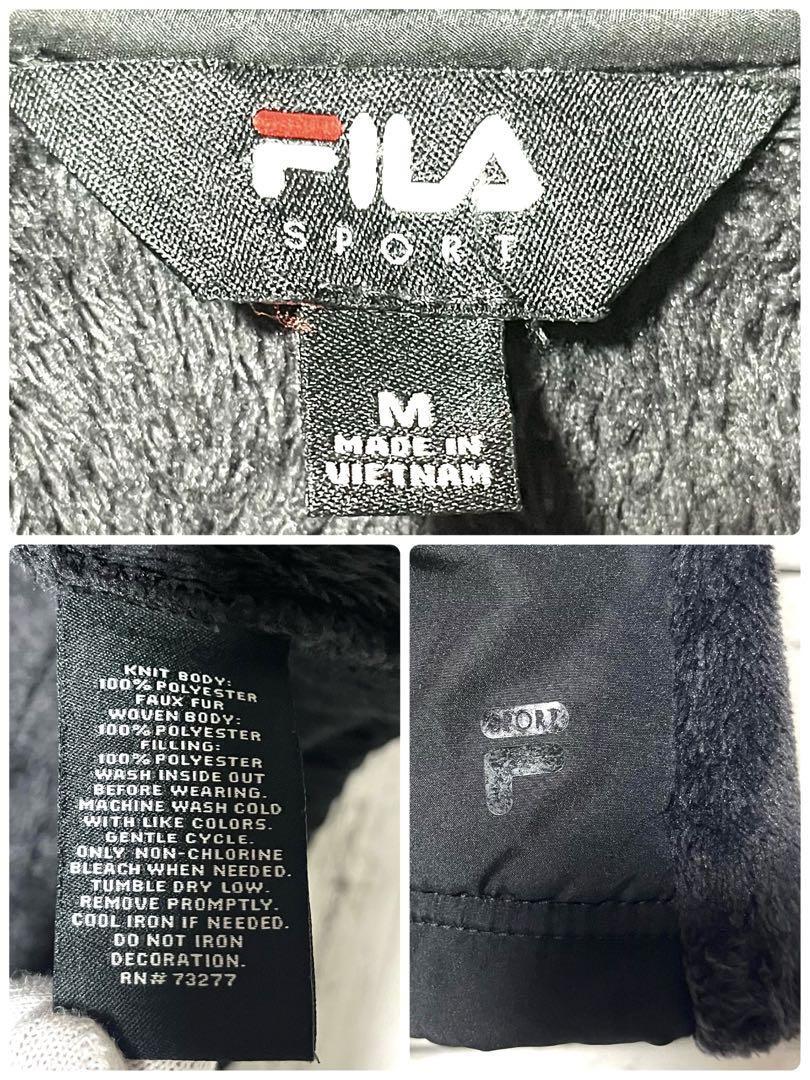 FILA
SPORT
M
MADE IN
VIETNAM
KNIT BODY:
100% POLYESTER
FAUX FUR
WOVEN BODY:
100% POLYESTER
FILLING:
100% POLYESTER
WASH INSIDE OUT
BEFORE WEARING.
MACHINE WASH COLD
WITH LIKE COLORS.
GENTLE CYCLE.
ONLY NON-CHLORINE
BLEACH WHEN NEEDED.
TUMBLE DRY LOW.
REMOVE PROMPTLY.
COOL IRON IF NEEDED.
DO NOT IRON
DECORATION.
RN# 73277
SPORT
F